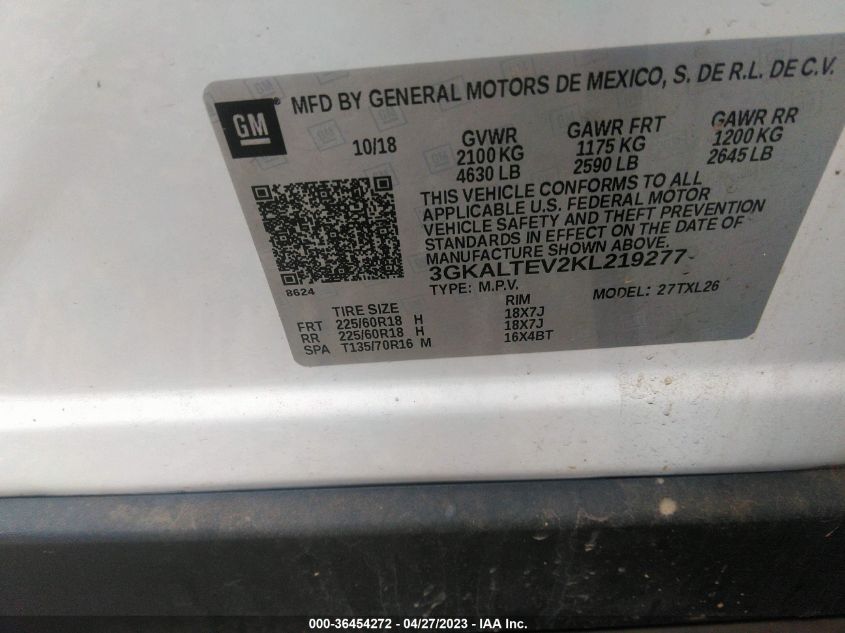 GM ® MFD BY GENERAL MOTORS DE MEXICO, S. DE R.L. DE C.V.
10/18 GVWR GAWR FRT GAWR RR
2100 KG 1175 KG 1200 KG
4630 LB 2590 LB 2645 LB
THIS VEHICLE CONFORMS TO ALL
APPLICABLE U.S. FEDERAL MOTOR
VEHICLE SAFETY AND THEFT PREVENTION
STANDARDS IN EFFECT ON THE DATE OF
MANUFACTURE SHOWN ABOVE.
3GKALTEV2KL219277
8624 TYPE: M.P.V. MODEL: 27TXL26
TIRE SIZE RIM
FRT 225/60R18 H 18X7J
RR 225/60R18 H 18X7J
SPA T135/70R16 M 16X4BT
000-36454272 - 04/27/2023 - IAA Inc.